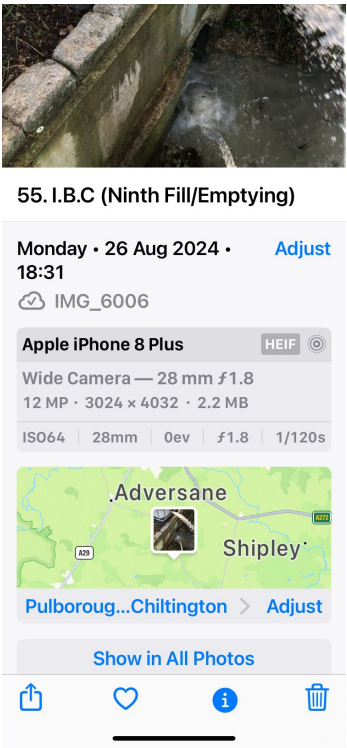 55. I.B.C (Ninth Fill/Emptying)
Monday • 26 Aug 2024 • Adjust
18:31
IMG_6006
Apple iPhone 8 Plus HEIF
Wide Camera — 28 mm ƒ1.8
12 MP · 3024 × 4032 · 2.2 MB
ISO64 28mm 0ev ƒ1.8 1/120s
Adversane
A272
A29
Shipley
Pulboroug...Chiltington Adjust
Show in All Photos